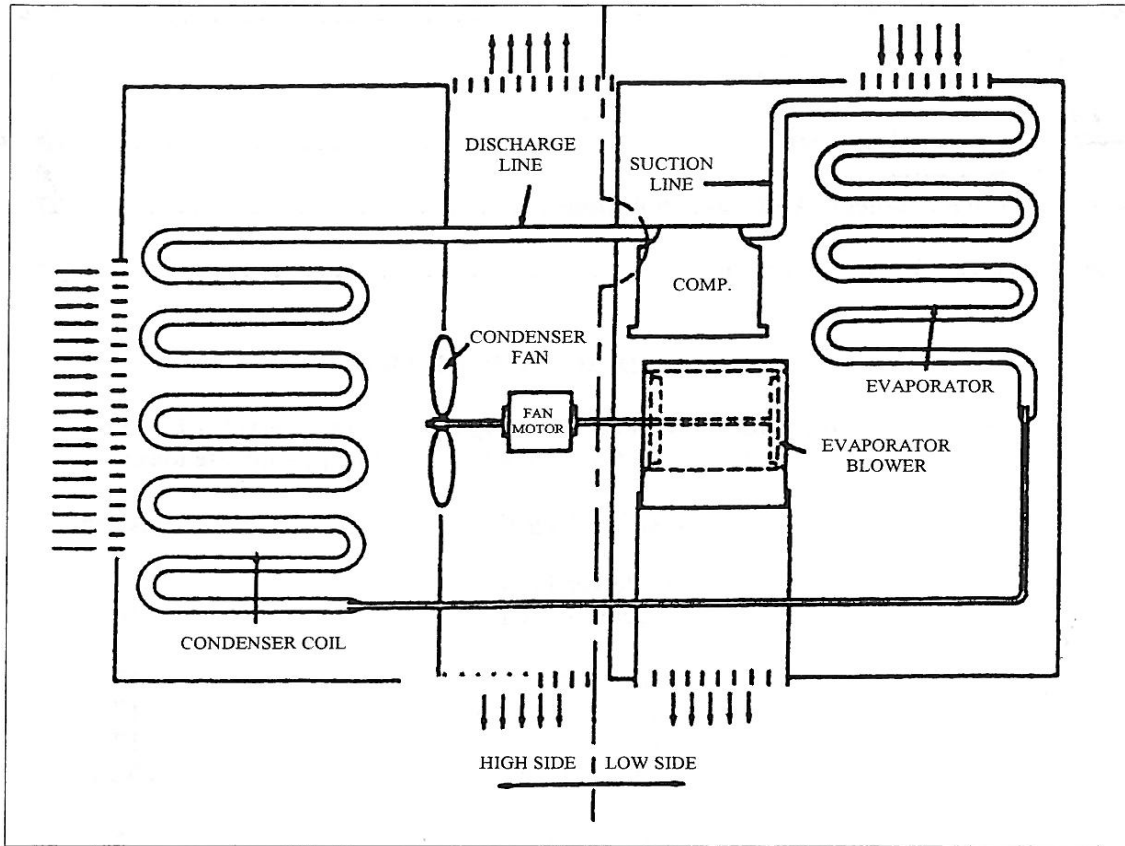 DISCHARGE
LINE
SUCTION
LINE
COMP.
CONDENSER
FAN
FAN
MOTOR
EVAPORATOR
EVAPORATOR
BLOWER
CONDENSER COIL
HIGH SIDE
LOW SIDE